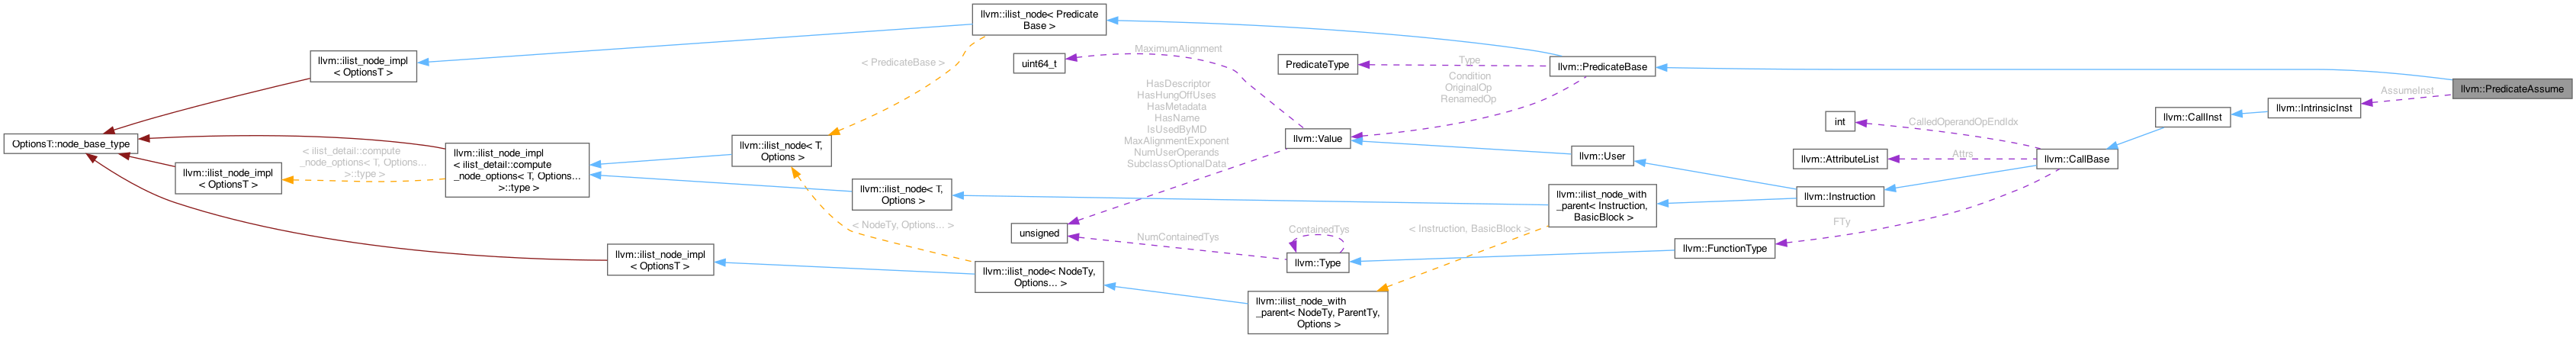 llvm::ilist_node< Predicate
Base >
llvm::ilist_node_impl
< OptionsT >
< PredicateBase >
MaximumAlignment
uint64_t
PredicateType
Type
llvm::PredicateBase
Condition
OriginalOp
RenamedOp
llvm::PredicateAssume
AssumeInst
llvm::IntrinsicInst
llvm::CallInst
HasDescriptor
HasHungOffUses
HasMetadata
HasName
IsUsedByMD
MaxAlignmentExponent
NumUserOperands
SubclassOptionalData
int
CalledOperandOpEndIdx
OptionsT::node_base_type
< ilist_detail::compute
_node_options< T, Options...
>::type >
llvm::ilist_node_impl
< OptionsT >
llvm::ilist_node_impl
< ilist_detail::compute
_node_options< T, Options...
>::type >
llvm::ilist_node< T,
Options >
llvm::Value
llvm::User
llvm::AttributeList
Attrs
llvm::CallBase
llvm::ilist_node< T,
Options >
llvm::ilist_node_with
_parent< Instruction,
BasicBlock >
llvm::Instruction
< NodeTy, Options... >
unsigned
NumContainedTys
ContainedTys
< Instruction, BasicBlock >
FTy
llvm::FunctionType
llvm::Type
llvm::ilist_node_impl
< OptionsT >
llvm::ilist_node< NodeTy,
Options... >
llvm::ilist_node_with
_parent< NodeTy, ParentTy,
Options >